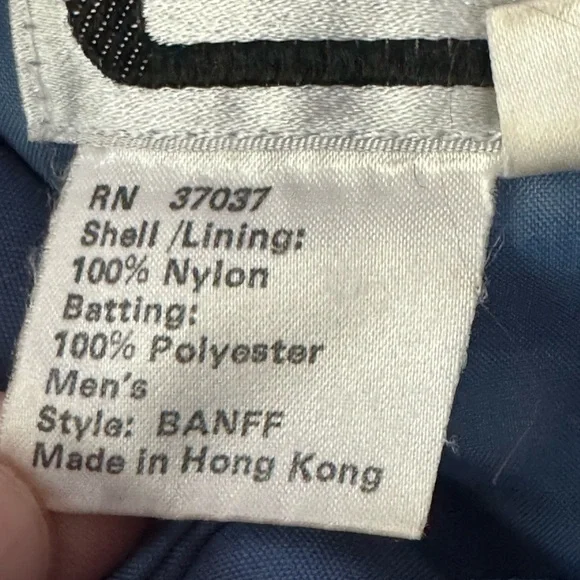 RN 37037
Shell /Lining:
100% Nylon
Batting:
100% Polyester
Men's
Style: BANFF
Made in Hong Kong